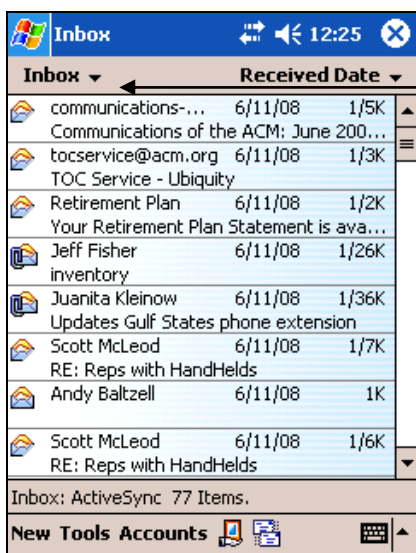 Inbox 12:25
Inbox Received Date
communications-... 6/11/08 1/5K
Communications of the ACM: June 200...
tocservice@acm.org 6/11/08 1/3K
TOC Service - Ubiquity
Retirement Plan 6/11/08 1/2K
Your Retirement Plan Statement is ava...
Jeff Fisher 6/11/08 1/26K
inventory
Juanita Kleinow 6/11/08 1/36K
Updates Gulf States phone extension
Scott McLeod 6/11/08 1/7K
RE: Reps with HandHelds
Andy Baltzell 6/11/08 1K
Scott McLeod 6/11/08 1/6K
RE: Reps with HandHelds
Inbox: ActiveSync 77 Items.
New Tools Accounts